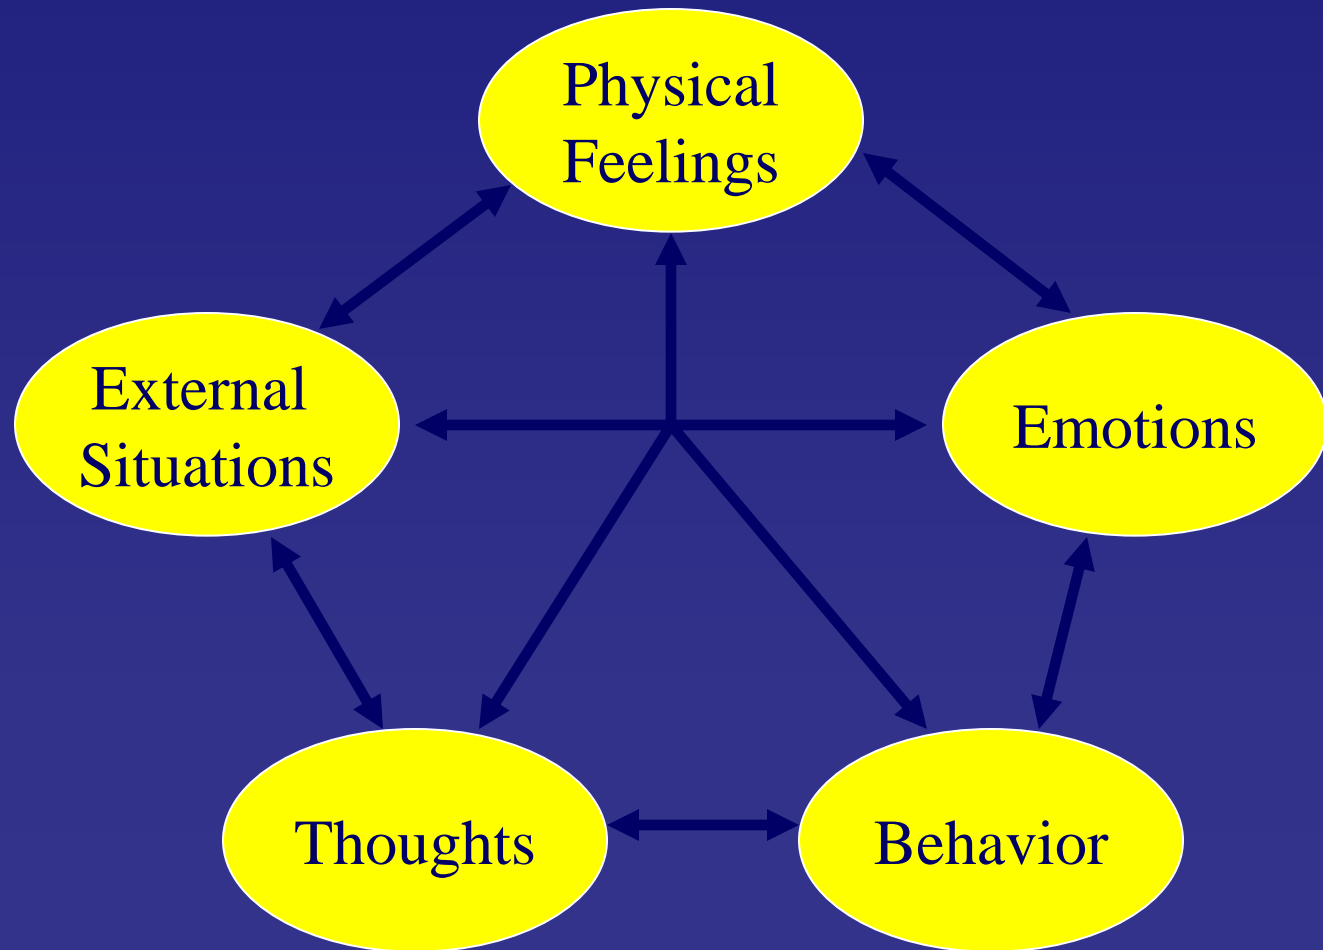 Physical
Feelings
External
Situations
Emotions
Thoughts
Behavior